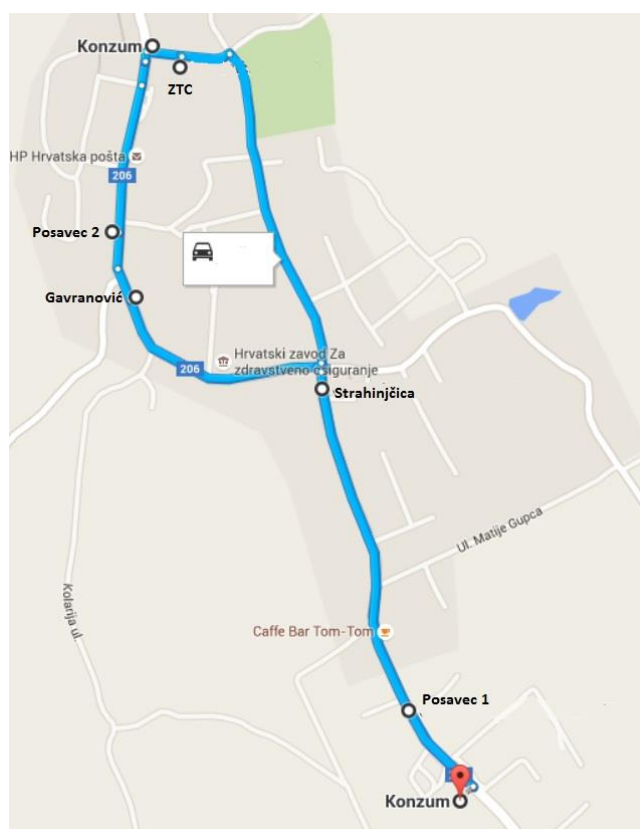 Konzum
ZTC
HP Hrvatska pošta
206
Posavec 2
Gavranović
206
Hrvatski zavod Za
zdravstveno osiguranje
Strahinjčica
Ul. Matije Gupca
Kolarija ul.
Caffe Bar Tom-Tom
Posavec 1
Konzum